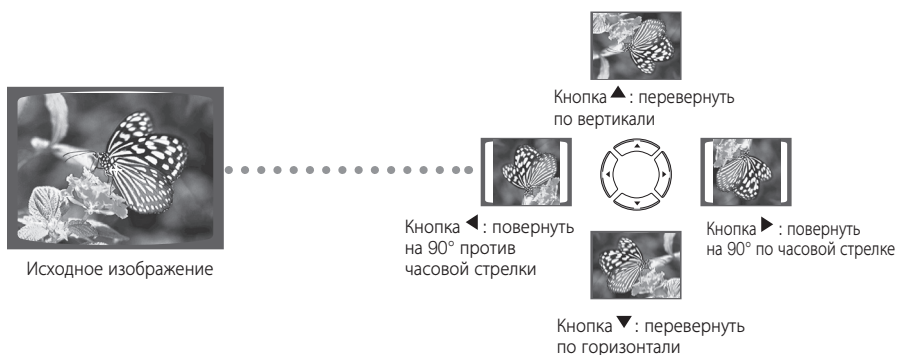 Кнопка ▲ : перевернуть
по вертикали
Исходное изображение
Кнопка ◀ : повернуть
на 90° против
часовой стрелки
Кнопка ▶ : повернуть
на 90° по часовой стрелке
Кнопка ▼ : перевернуть
по горизонтали